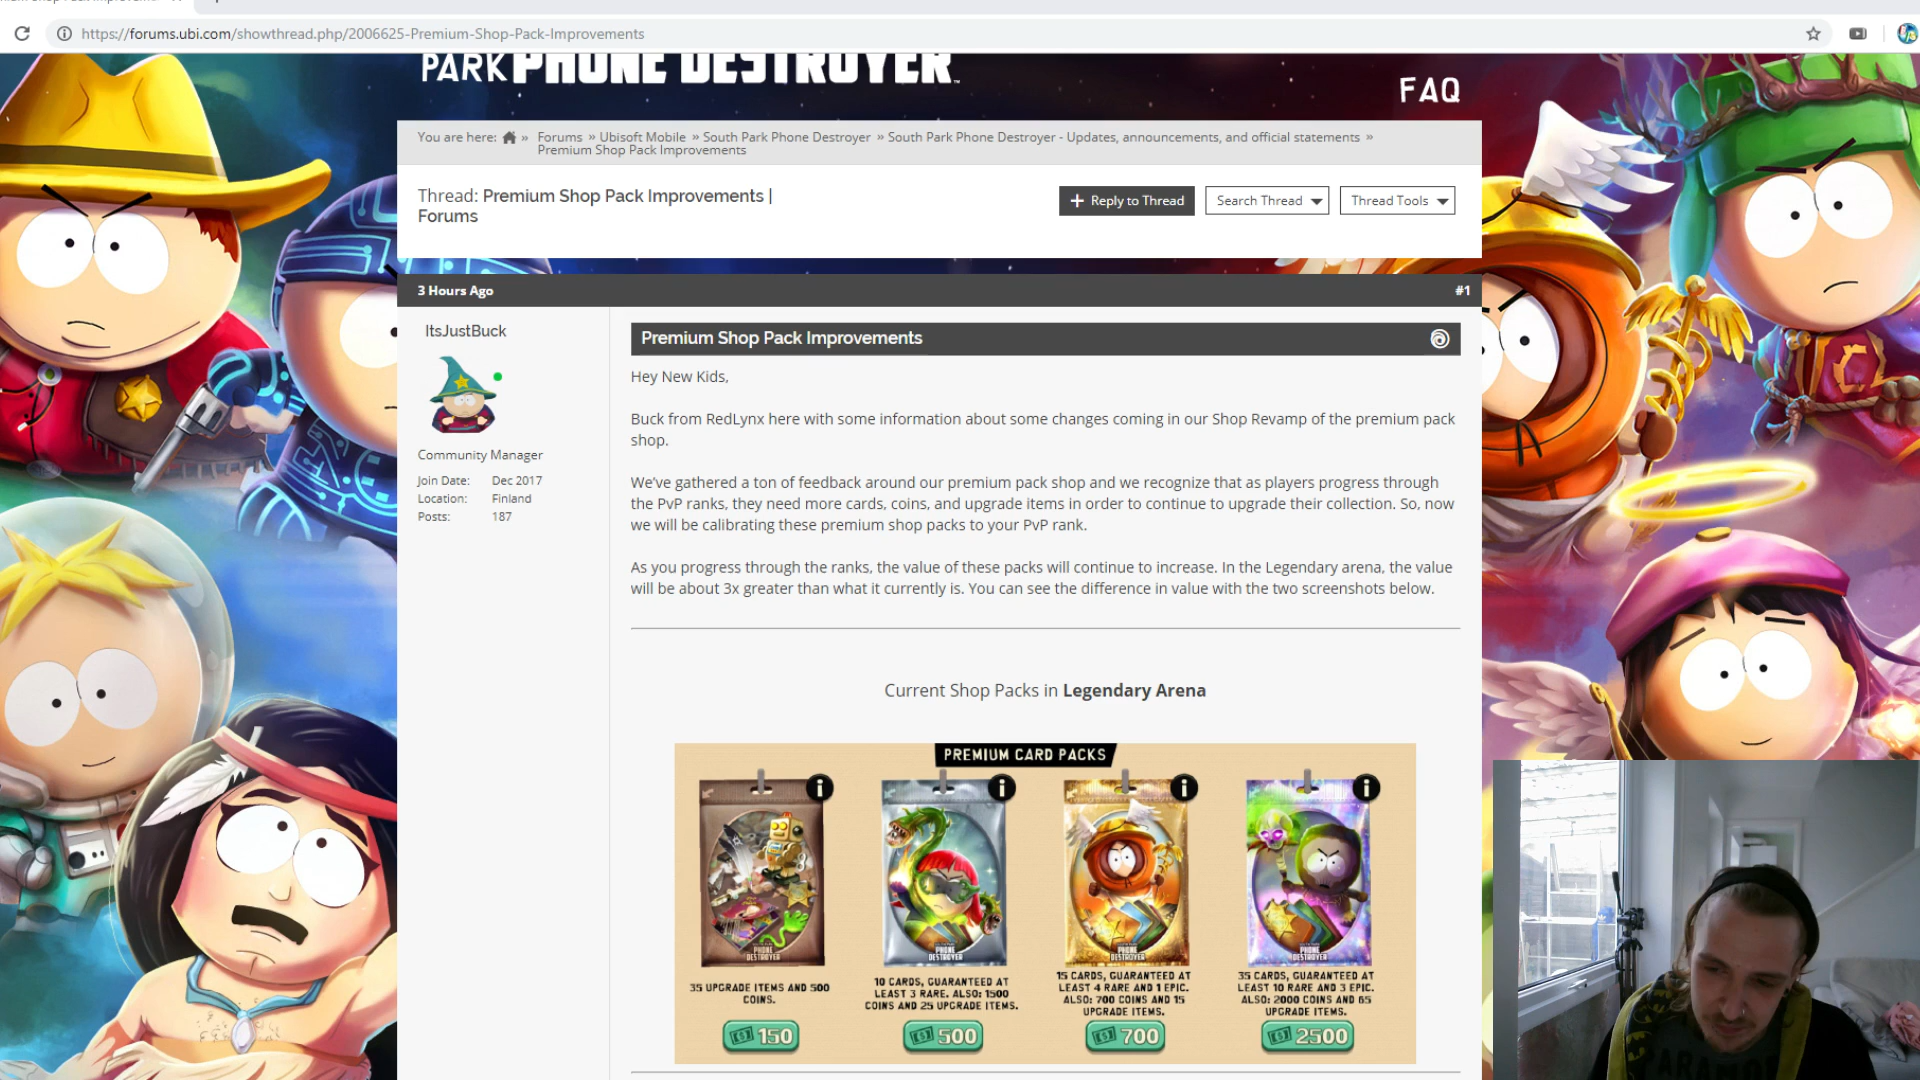 https://forums.ubi.com/showthread.php/2006625-Premium-Shop-Pack-Improvements
PARK PHONE DESTROYER
FAQ
You are here: » Forums » Ubisoft Mobile » South Park Phone Destroyer » South Park Phone Destroyer - Updates, announcements, and official statements »
Premium Shop Pack Improvements
Thread: Premium Shop Pack Improvements |
Forums
+ Reply to Thread
Search Thread
Thread Tools
3 Hours Ago
#1
ItsJustBuck
Community Manager
Join Date: Dec 2017
Location: Finland
Posts: 187
Premium Shop Pack Improvements
Hey New Kids,
Buck from RedLynx here with some information about some changes coming in our Shop Revamp of the premium pack
shop.
We've gathered a ton of feedback around our premium pack shop and we recognize that as players progress through
the PvP ranks, they need more cards, coins, and upgrade items in order to continue to upgrade their collection. So, now
we will be calibrating these premium shop packs to your PvP rank.
As you progress through the ranks, the value of these packs will continue to increase. In the Legendary arena, the value
will be about 3x greater than what it currently is. You can see the difference in value with the two screenshots below.
Current Shop Packs in Legendary Arena
PREMIUM CARD PACKS
PHONE
DESTROYER
35 UPGRADE ITEMS AND 500
COINS.
150
PHONE
DESTROYER
10 CARDS, GUARANTEED AT
LEAST 3 RARE. ALSO: 1500
COINS AND 25 UPGRADE ITEMS.
500
PHONE
DESTROYER
15 CARDS, GUARANTEED AT
LEAST 4 RARE AND 1 EPIC.
ALSO: 700 COINS AND 15
UPGRADE ITEMS.
700
PHONE
DESTROYER
35 CARDS, GUARANTEED AT
LEAST 10 RARE AND 3 EPIC.
ALSO: 2000 COINS AND 65
UPGRADE ITEMS.
2500